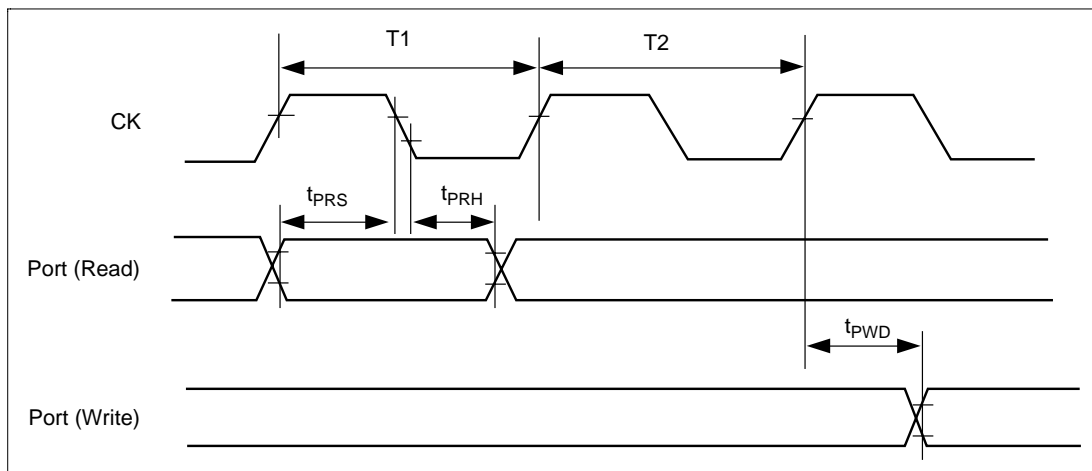 T1 T2
CK
tPRS tPRH
Port (Read)
tPWD
Port (Write)